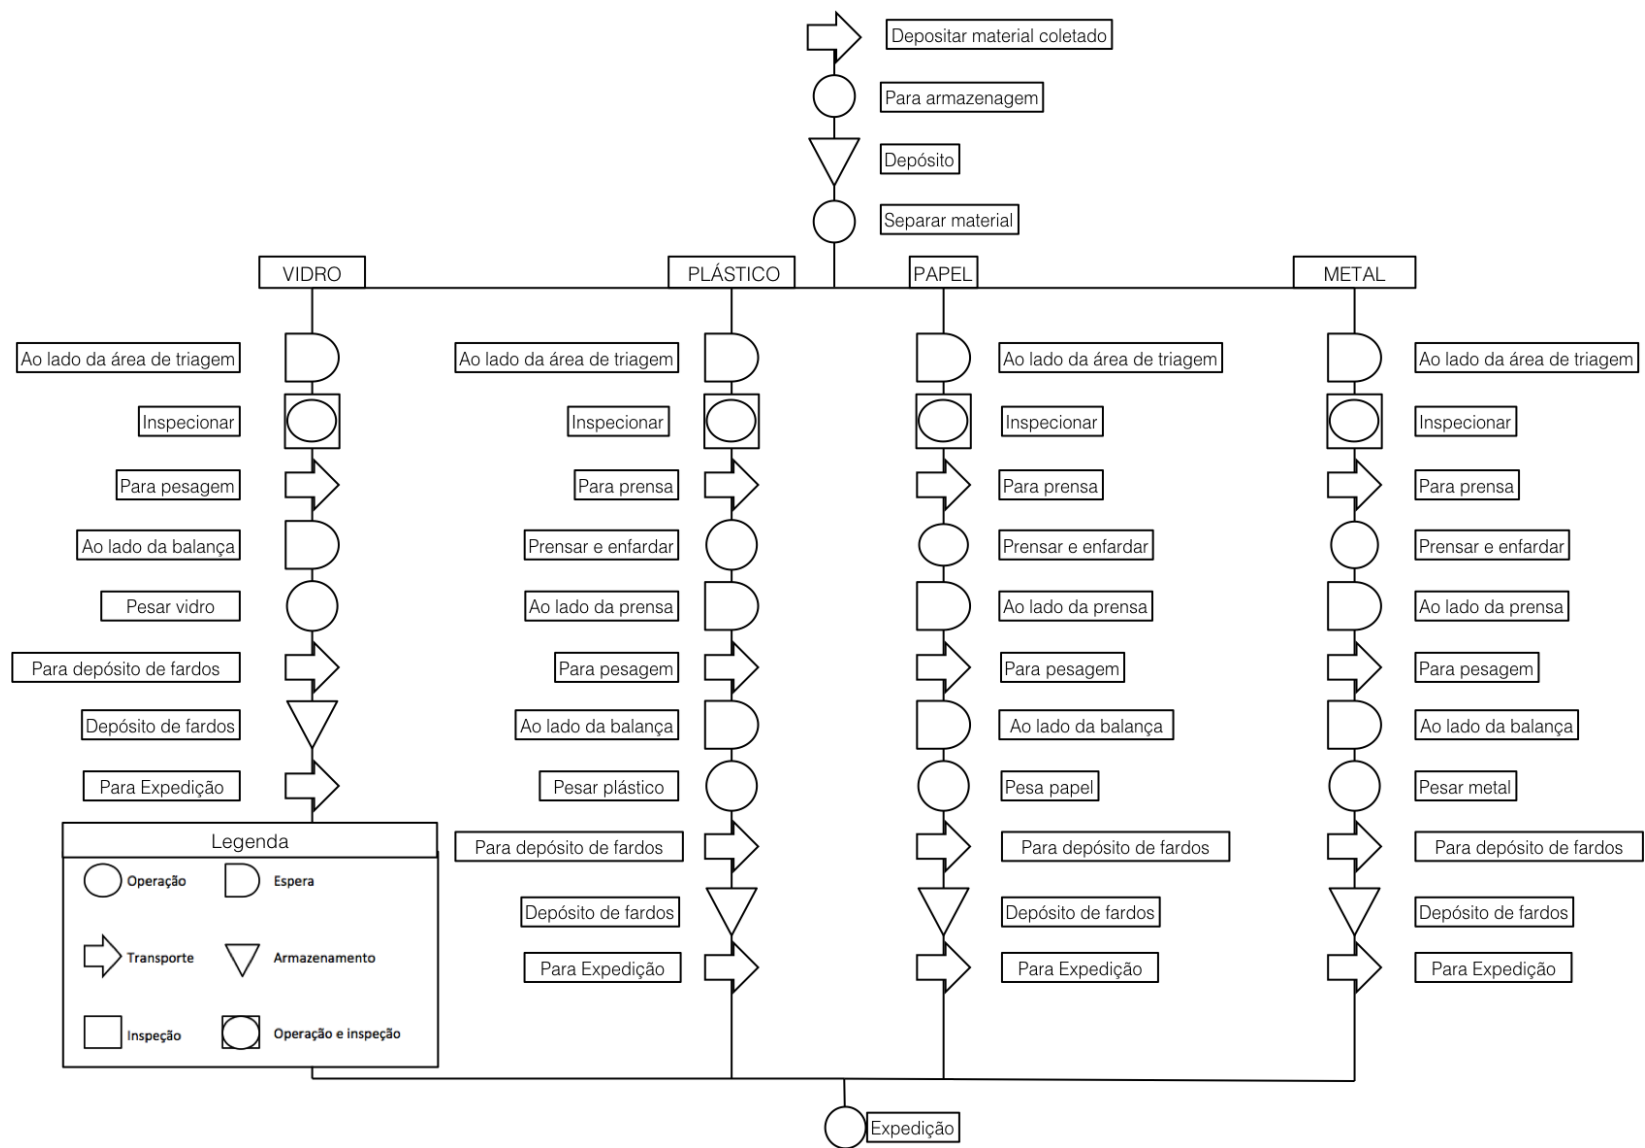 Depositar material coletado
Para armazenagem
Depósito
Separar material
VIDRO
PLÁSTICO
PAPEL
METAL
Ao lado da área de triagem
Ao lado da área de triagem
Ao lado da área de triagem
Ao lado da área de triagem
Inspecionar
Inspecionar
Inspecionar
Inspecionar
Para pesagem
Para prensa
Para prensa
Para prensa
Ao lado da balança
Prensar e enfardar
Prensar e enfardar
Prensar e enfardar
Pesar vidro
Ao lado da prensa
Ao lado da prensa
Ao lado da prensa
Para depósito de fardos
Para pesagem
Para pesagem
Para pesagem
Depósito de fardos
Ao lado da balança
Ao lado da balança
Ao lado da balança
Para Expedição
Pesar plástico
Pesa papel
Pesar metal
Para depósito de fardos
Para depósito de fardos
Para depósito de fardos
Depósito de fardos
Depósito de fardos
Depósito de fardos
Para Expedição
Para Expedição
Para Expedição
Legenda
Operação
Espera
Transporte
Armazenamento
Inspeção
Operação e inspeção
Expedição